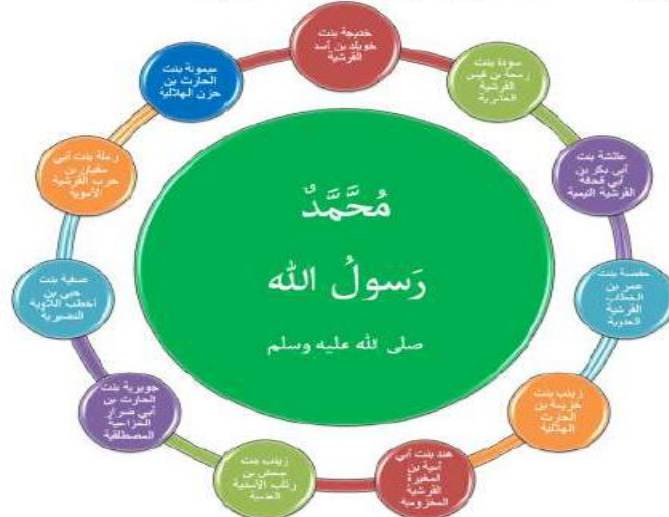 مُحَمَّدٌ
رَسولُ الله
صلى الله عليه وسلم
خديجة بنت
خويلد بن أسد
القرشية
سودة بنت
زمعة بن قيس
القرشية
العامرية
عائشة بنت
أبي بكر بن
أبي قحافة
القرشية التيمية
حفصة بنت
عمر بن
الخطاب
القرشية
العدوية
زينب بنت
خزيمة بن
الحارث
الهلالية
هند بنت أبي
أمية بن
المغيرة
القرشية
المخزومية
زينب بنت
جحش بن
رئاب الأسدية
جويرية بنت
الحارث بن
أبي ضرار
الخزاعية
المصطلقية
صفية بنت
حيي بن
أخطب اللاوية
النضيرية
رملة بنت أبي
سفيان بن
حرب القرشية
الأموية
ميمونة بنت
الحارث بن
حزن الهلالية